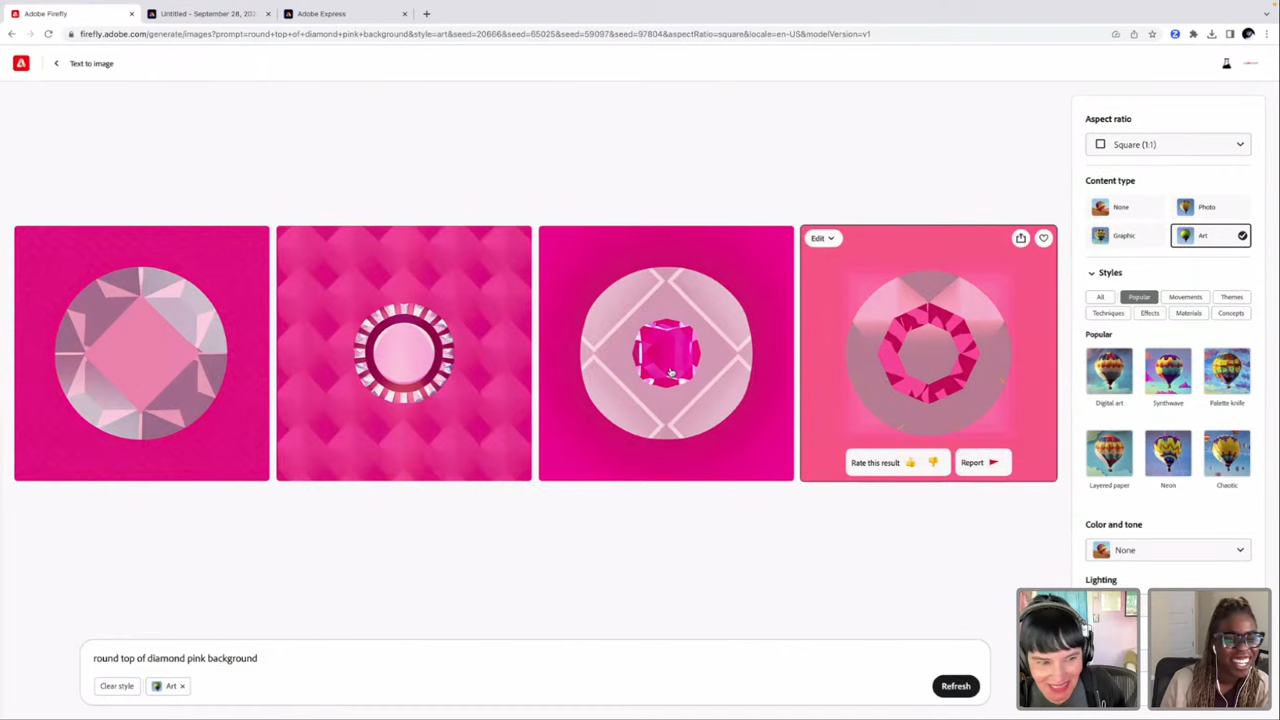 Adobe Firefly
Untitled - September 28, 202
Adobe Express
firefly.adobe.com/generate/images?prompt=round+top+of+diamond+pink+background&style=art&seed=20666&seed=65025&seed=59097&seed=97804&aspectRatio=square&locale=en-US&modelVersion=v1
Text to image
Aspect ratio
Square (1:1)
Content type
None
Photo
Graphic
Art
Styles
All
Popular
Movements
Themes
Techniques
Effects
Materials
Concepts
Popular
Digital art
Synthwave
Palette knife
Layered paper
Neon
Chaotic
Color and tone
None
Lighting
Edit
Rate this result
Report
round top of diamond pink background
Clear style
Art
Refresh